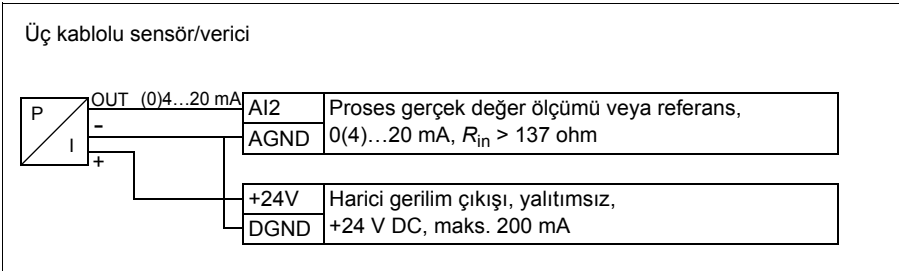 Üç kablolu sensör/verici
P
I
OUT (0)4…20 mA
-
+
AI2
Proses gerçek değer ölçümü veya referans,
AGND
0(4)…20 mA, Rin > 137 ohm
+24V
Harici gerilim çıkışı, yalıtımsız,
DGND
+24 V DC, maks. 200 mA